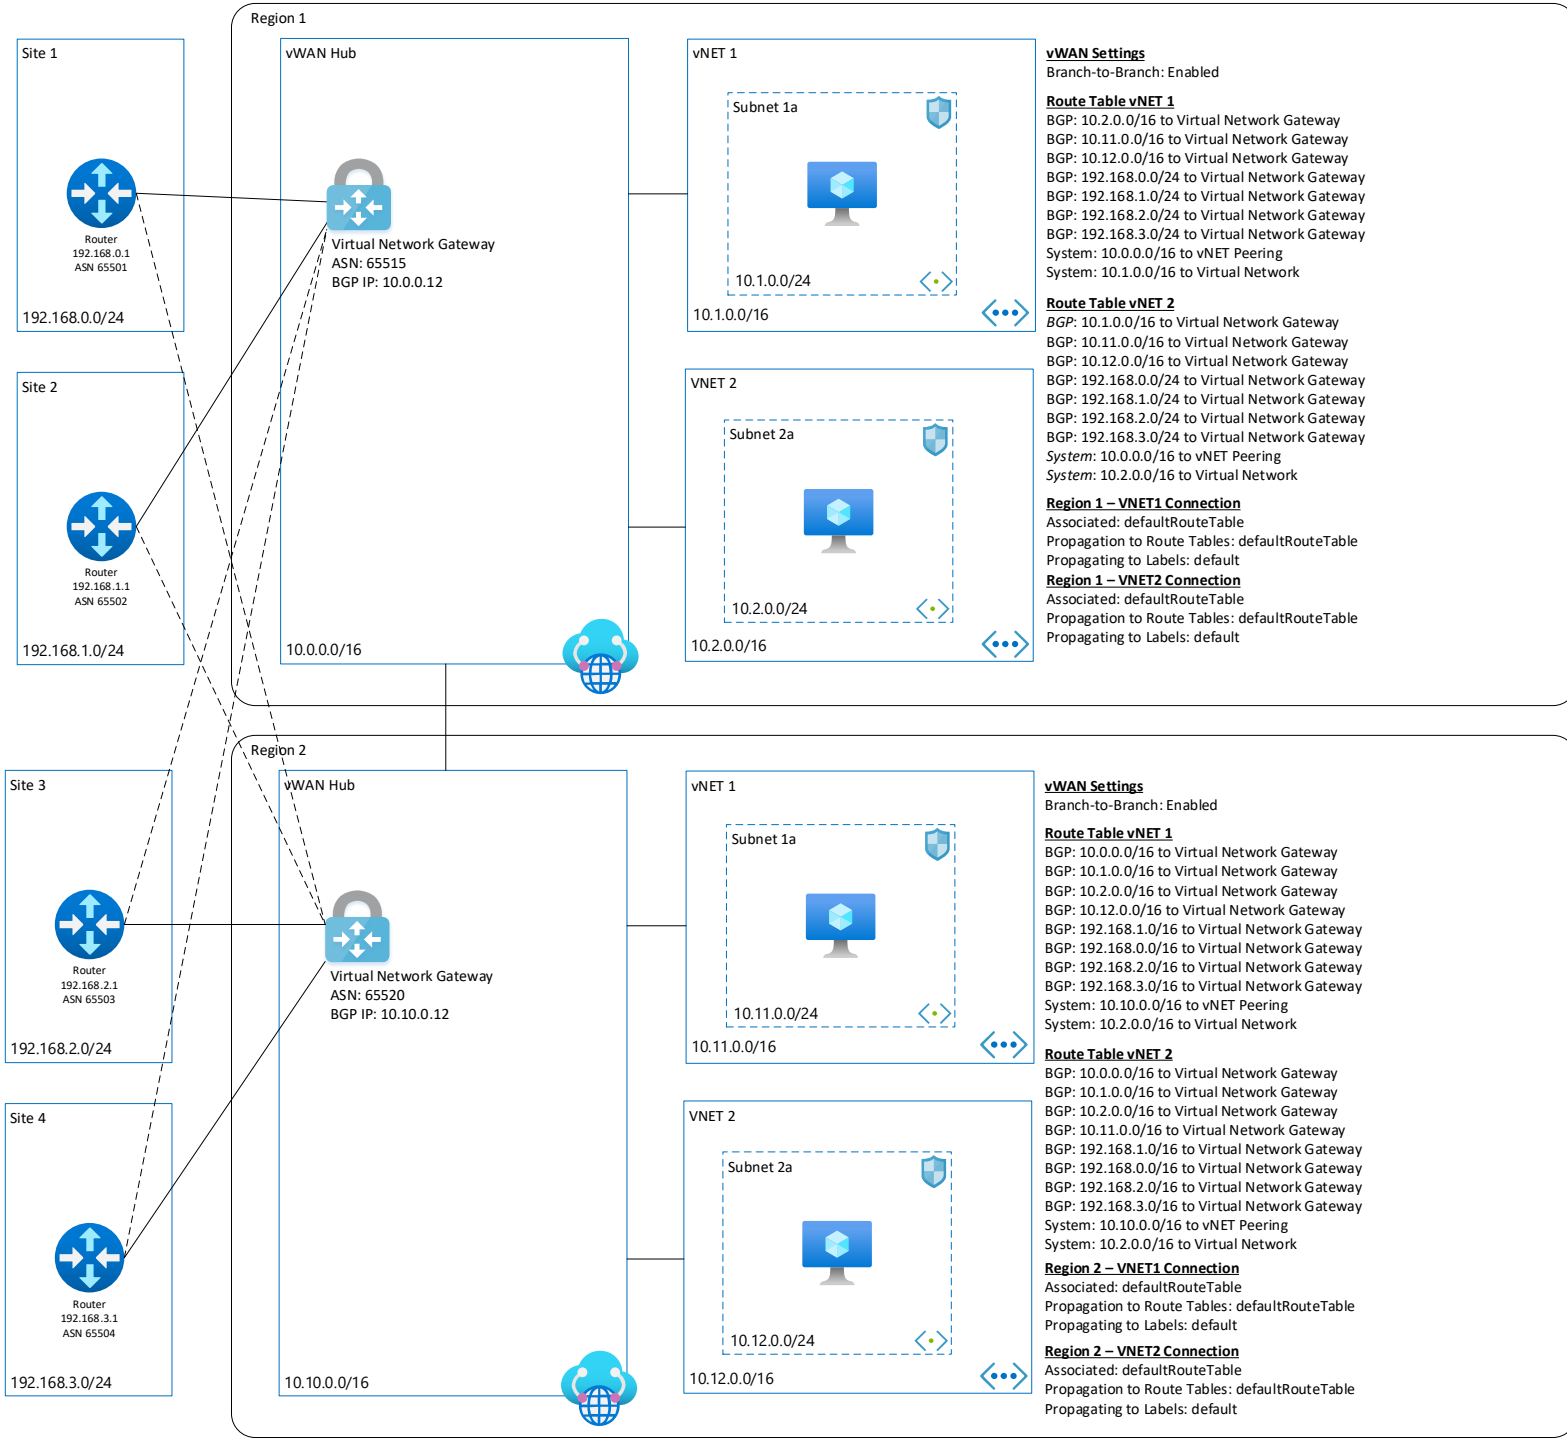 Region 1
Site 1
Router
192.168.0.1
ASN 65501
192.168.0.0/24
Site 2
Router
192.168.1.1
ASN 65502
192.168.1.0/24
vWAN Hub
Virtual Network Gateway
ASN: 65515
BGP IP: 10.0.0.12
10.0.0.0/16
vNET 1
Subnet 1a
10.1.0.0/24
10.1.0.0/16
VNET 2
Subnet 2a
10.2.0.0/24
10.2.0.0/16
vWAN Settings
Branch-to-Branch: Enabled
Route Table vNET 1
BGP: 10.2.0.0/16 to Virtual Network Gateway
BGP: 10.11.0.0/16 to Virtual Network Gateway
BGP: 10.12.0.0/16 to Virtual Network Gateway
BGP: 192.168.0.0/24 to Virtual Network Gateway
BGP: 192.168.1.0/24 to Virtual Network Gateway
BGP: 192.168.2.0/24 to Virtual Network Gateway
BGP: 192.168.3.0/24 to Virtual Network Gateway
System: 10.0.0.0/16 to vNET Peering
System: 10.1.0.0/16 to Virtual Network
Route Table vNET 2
BGP: 10.1.0.0/16 to Virtual Network Gateway
BGP: 10.11.0.0/16 to Virtual Network Gateway
BGP: 10.12.0.0/16 to Virtual Network Gateway
BGP: 192.168.0.0/24 to Virtual Network Gateway
BGP: 192.168.1.0/24 to Virtual Network Gateway
BGP: 192.168.2.0/24 to Virtual Network Gateway
BGP: 192.168.3.0/24 to Virtual Network Gateway
System: 10.0.0.0/16 to vNET Peering
System: 10.2.0.0/16 to Virtual Network
Region 1 – VNET1 Connection
Associated: defaultRouteTable
Propagation to Route Tables: defaultRouteTable
Propagating to Labels: default
Region 1 – VNET2 Connection
Associated: defaultRouteTable
Propagation to Route Tables: defaultRouteTable
Propagating to Labels: default
Region 2
Site 3
Router
192.168.2.1
ASN 65503
192.168.2.0/24
Site 4
Router
192.168.3.1
ASN 65504
192.168.3.0/24
vWAN Hub
Virtual Network Gateway
ASN: 65520
BGP IP: 10.10.0.12
10.10.0.0/16
vNET 1
Subnet 1a
10.11.0.0/24
10.11.0.0/16
VNET 2
Subnet 2a
10.12.0.0/24
10.12.0.0/16
vWAN Settings
Branch-to-Branch: Enabled
Route Table vNET 1
BGP: 10.0.0.0/16 to Virtual Network Gateway
BGP: 10.1.0.0/16 to Virtual Network Gateway
BGP: 10.2.0.0/16 to Virtual Network Gateway
BGP: 10.12.0.0/16 to Virtual Network Gateway
BGP: 192.168.1.0/16 to Virtual Network Gateway
BGP: 192.168.0.0/16 to Virtual Network Gateway
BGP: 192.168.2.0/16 to Virtual Network Gateway
BGP: 192.168.3.0/16 to Virtual Network Gateway
System: 10.10.0.0/16 to vNET Peering
System: 10.2.0.0/16 to Virtual Network
Route Table vNET 2
BGP: 10.0.0.0/16 to Virtual Network Gateway
BGP: 10.1.0.0/16 to Virtual Network Gateway
BGP: 10.2.0.0/16 to Virtual Network Gateway
BGP: 10.11.0.0/16 to Virtual Network Gateway
BGP: 192.168.1.0/16 to Virtual Network Gateway
BGP: 192.168.0.0/16 to Virtual Network Gateway
BGP: 192.168.2.0/16 to Virtual Network Gateway
BGP: 192.168.3.0/16 to Virtual Network Gateway
System: 10.10.0.0/16 to vNET Peering
System: 10.2.0.0/16 to Virtual Network
Region 2 – VNET1 Connection
Associated: defaultRouteTable
Propagation to Route Tables: defaultRouteTable
Propagating to Labels: default
Region 2 – VNET2 Connection
Associated: defaultRouteTable
Propagation to Route Tables: defaultRouteTable
Propagating to Labels: default